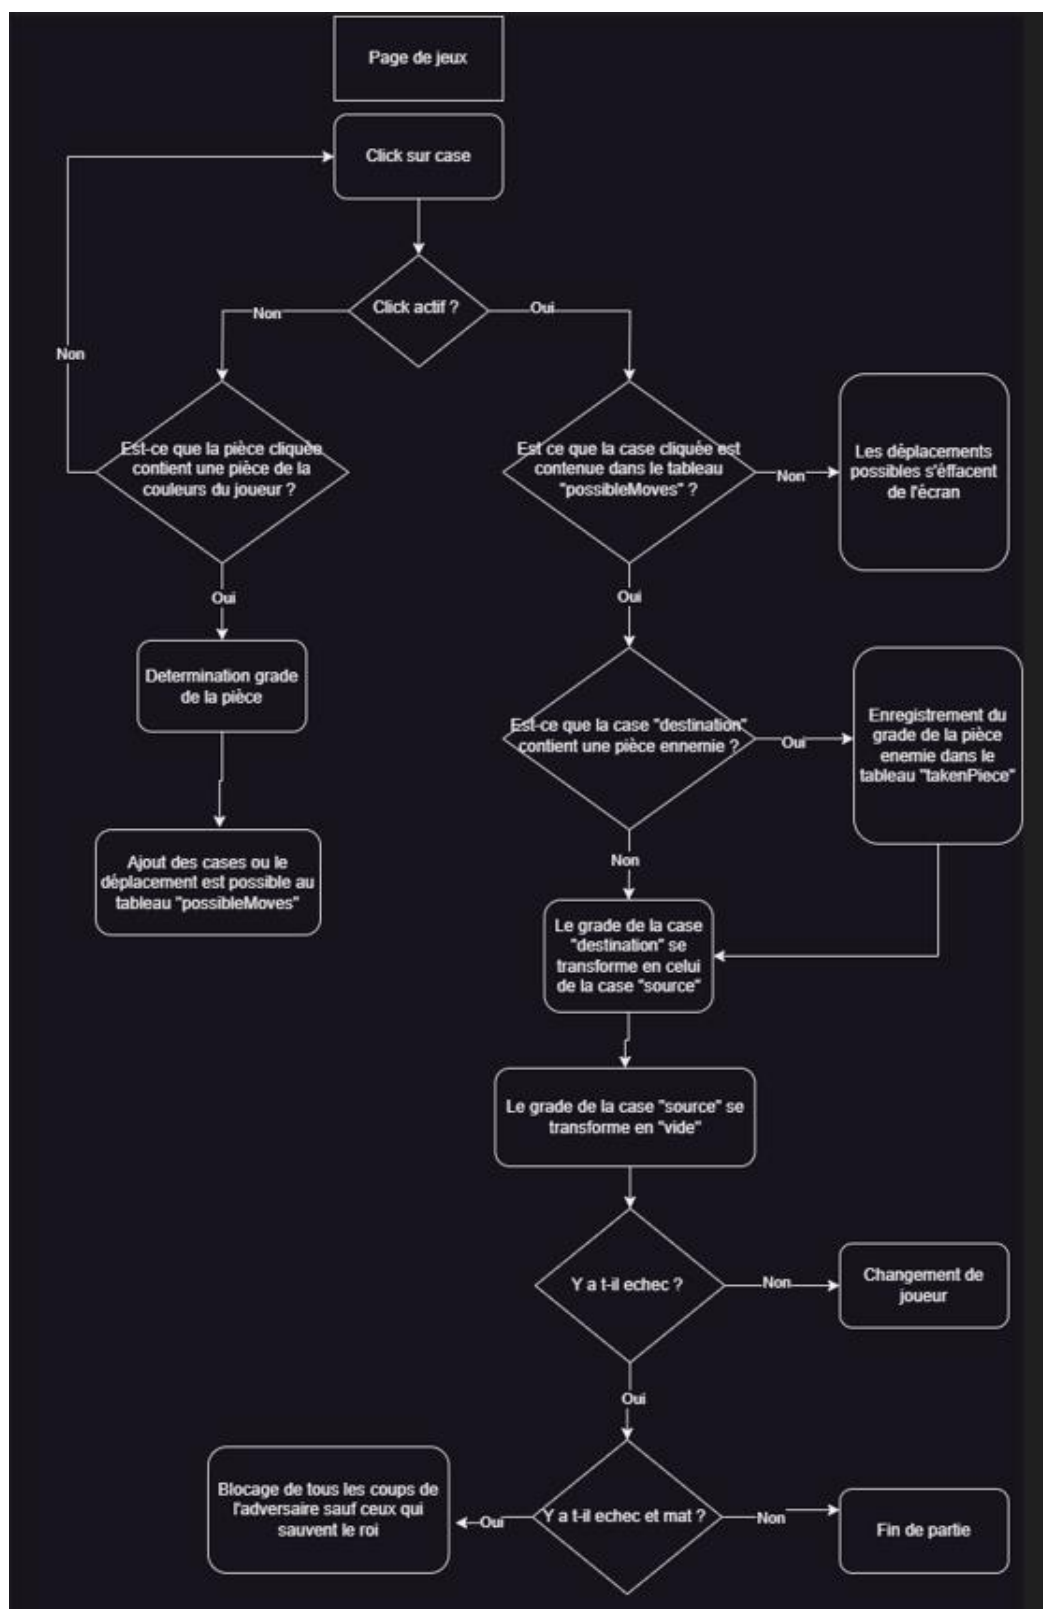 Page de jeux
Click sur case
Click actif ?
Non
Oui
Non
Est-ce que la pièce cliquée
contient une pièce de la
couleurs du joueur ?
Est ce que la case cliquée est
contenue dans le tableau
"possibleMoves" ?
Non
Les déplacements
possibles s'éffacent
de l'écran
Oui
Oui
Determination grade
de la pièce
Est-ce que la case "destination"
contient une pièce ennemie ?
Oui
Enregistrement du
grade de la pièce
enemie dans le
tableau "takenPiece"
Ajout des cases ou le
déplacement est possible au
tableau "possibleMoves"
Non
Le grade de la case
"destination" se
transforme en celui
de la case "source"
Le grade de la case "source" se
transforme en "vide"
Y a t-il echec ?
Non
Changement de
joueur
Oui
Blocage de tous les coups de
l'adversaire sauf ceux qui
sauvent le roi
Oui
Y a t-il echec et mat ?
Non
Fin de partie